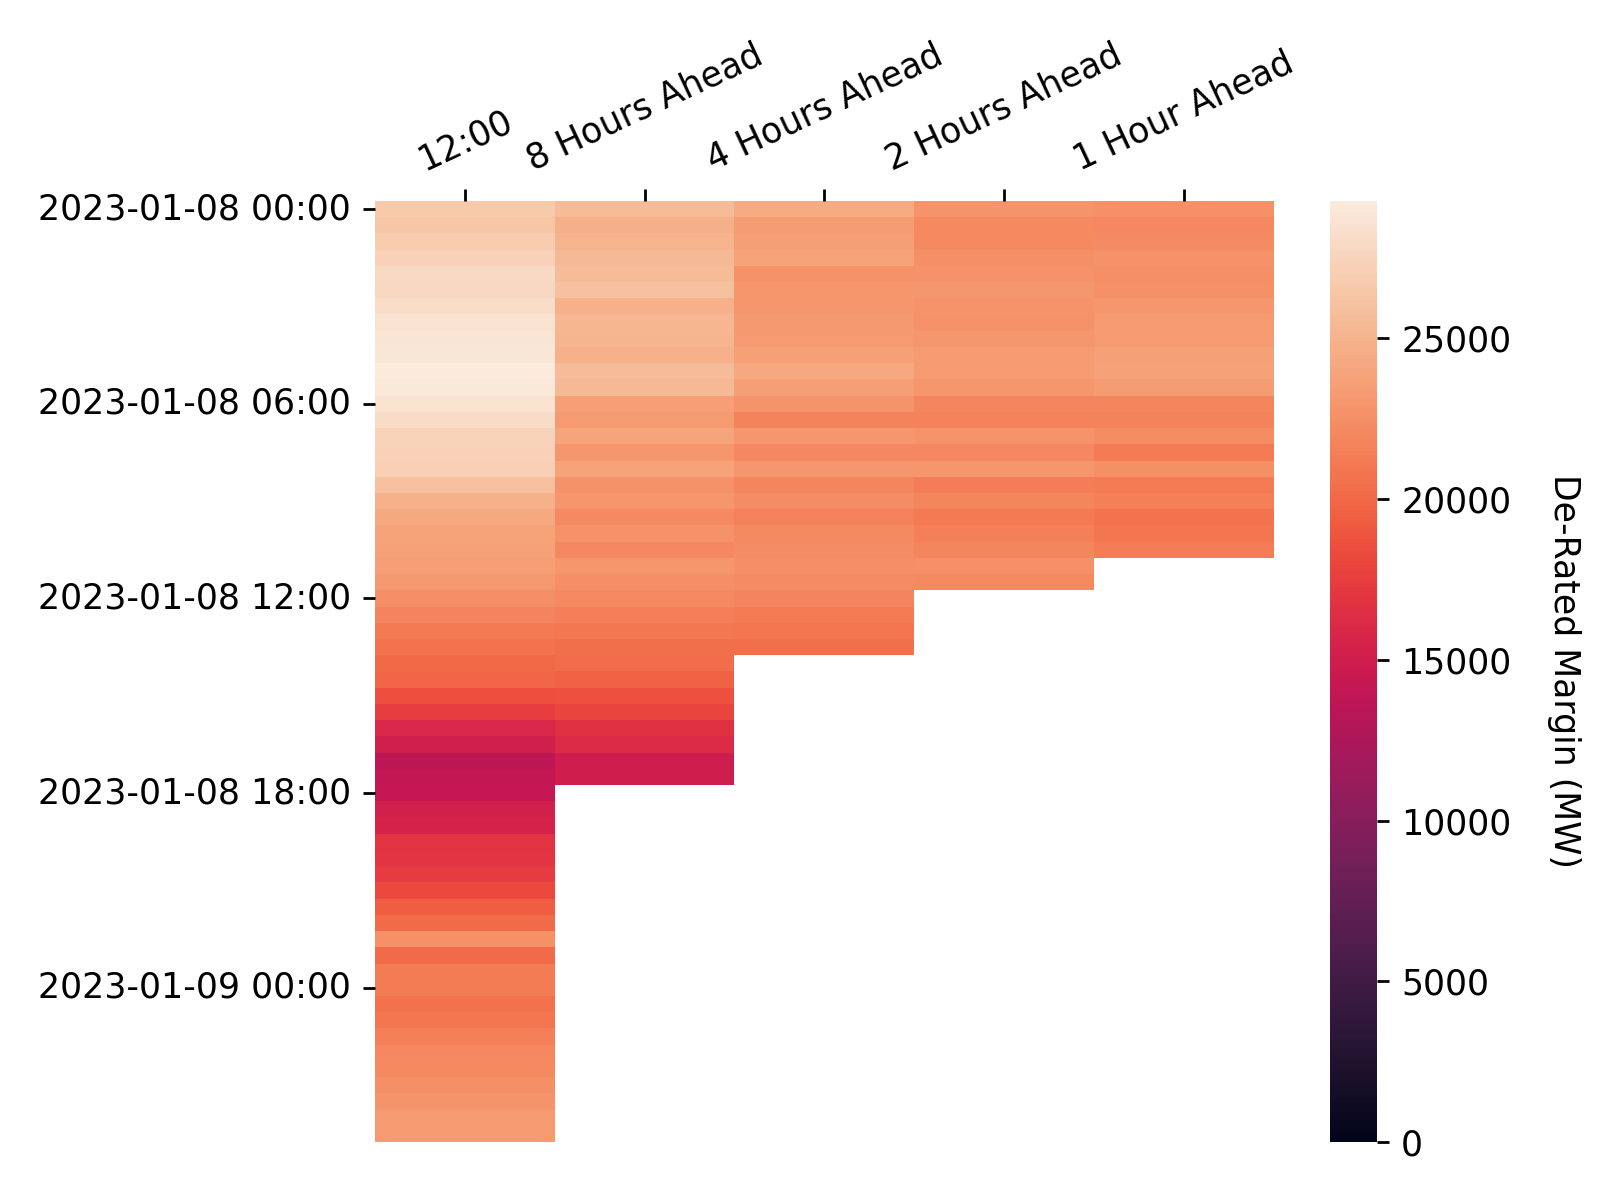 12:00
8 Hours Ahead
4 Hours Ahead
2 Hours Ahead
1 Hour Ahead
2023-01-08 00:00
2023-01-08 06:00
2023-01-08 12:00
2023-01-08 18:00
2023-01-09 00:00
25000
20000
15000
10000
5000
0
De-Rated Margin (MW)